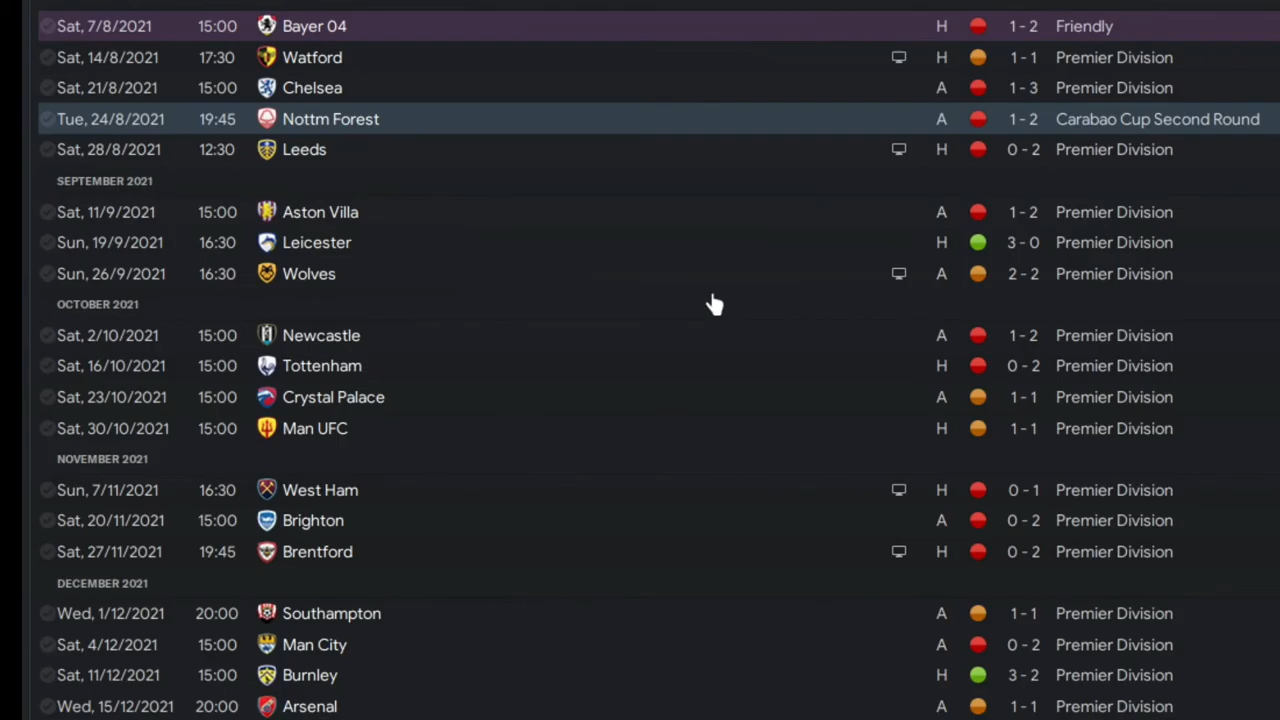 Sat, 7/8/2021 15:00 Bayer 04 H 1 - 2 Friendly
Sat, 14/8/2021 17:30 Watford H 1 - 1 Premier Division
Sat, 21/8/2021 15:00 Chelsea A 1 - 3 Premier Division
Tue, 24/8/2021 19:45 Nottm Forest A 1 - 2 Carabao Cup Second Round
Sat, 28/8/2021 12:30 Leeds H 0 - 2 Premier Division
SEPTEMBER 2021
Sat, 11/9/2021 15:00 Aston Villa A 1 - 2 Premier Division
Sun, 19/9/2021 16:30 Leicester H 3 - 0 Premier Division
Sun, 26/9/2021 16:30 Wolves A 2 - 2 Premier Division
OCTOBER 2021
Sat, 2/10/2021 15:00 Newcastle A 1 - 2 Premier Division
Sat, 16/10/2021 15:00 Tottenham H 0 - 2 Premier Division
Sat, 23/10/2021 15:00 Crystal Palace A 1 - 1 Premier Division
Sat, 30/10/2021 15:00 Man UFC H 1 - 1 Premier Division
NOVEMBER 2021
Sun, 7/11/2021 16:30 West Ham H 0 - 1 Premier Division
Sat, 20/11/2021 15:00 Brighton A 0 - 2 Premier Division
Sat, 27/11/2021 19:45 Brentford H 0 - 2 Premier Division
DECEMBER 2021
Wed, 1/12/2021 20:00 Southampton A 1 - 1 Premier Division
Sat, 4/12/2021 15:00 Man City A 0 - 2 Premier Division
Sat, 11/12/2021 15:00 Burnley H 3 - 2 Premier Division
Wed, 15/12/2021 20:00 Arsenal A 1 - 1 Premier Division